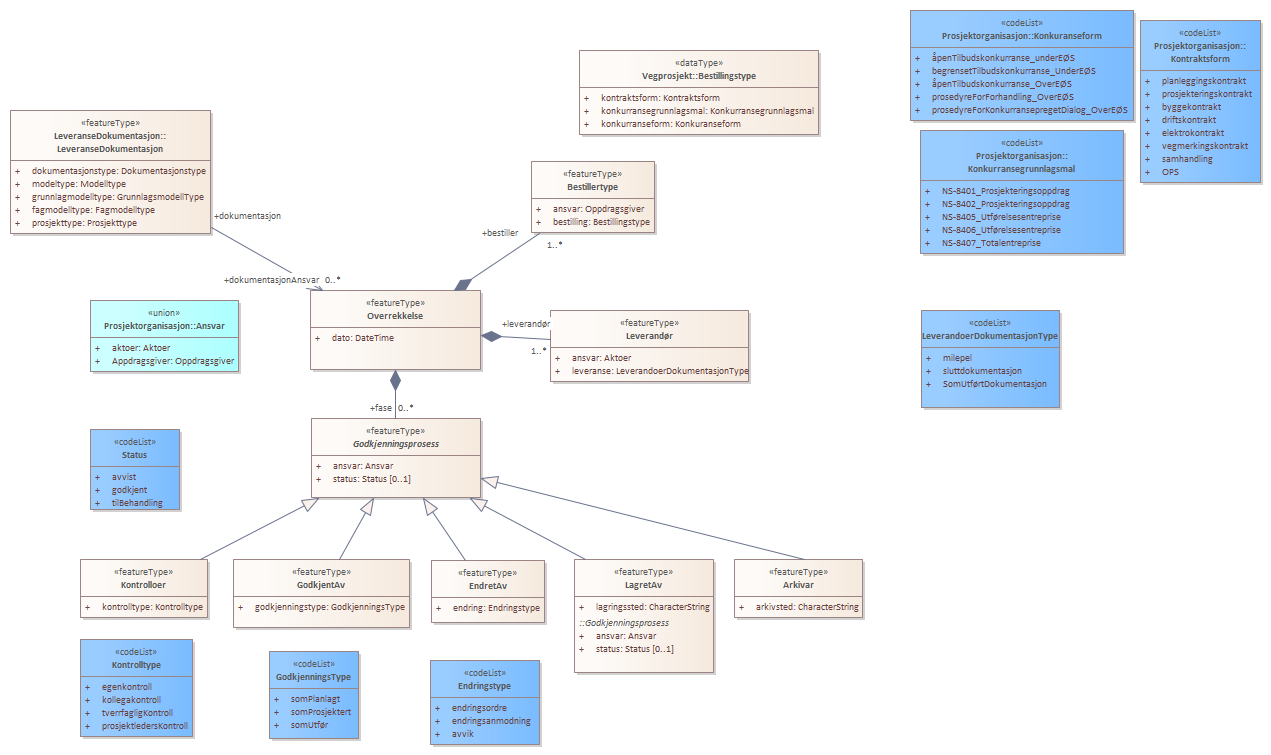 «codeList»
Prosjektorganisasjon::Konkuranseform
+ åpenTilbudskonkurranse_underEØS
+ begrensetTilbudskonkurranse_UnderEØS
+ åpenTilbudskonkurranse_OverEØS
+ prosedyreForForhandling_OverEØS
+ prosedyreForKonkurransepregetDialog_OverEØS
«codeList»
Prosjektorganisasjon::
Kontraktsform
+ planleggingskontrakt
+ prosjekteringskontrakt
+ byggekontrakt
+ driftskontrakt
+ elektrokontrakt
+ vegmerkingskontrakt
+ samhandling
+ OPS
«dataType»
Vegprosjekt::Bestillingstype
+ kontraktsform: Kontraktsform
+ konkurransegrunnlagsmal: Konkurransegrunnlagsmal
+ konkurranseform: Konkuranseform
«featureType»
LeveranseDokumentasjon::
LeveranseDokumentasjon
+ dokumentasjonstype: Dokumentasjonstype
+ modeltype: Modelltype
+ grunnlagmodelltype: GrunnlagsmodellType
+ fagmodelltype: Fagmodelltype
+ prosjekttype: Prosjekttype
«codeList»
Prosjektorganisasjon::
Konkurransegrunnlagsmal
+ NS-8401_Prosjekteringsoppdrag
+ NS-8402_Prosjekteringsoppdrag
+ NS-8405_Utførelsesentreprise
+ NS-8406_Utførelsesentreprise
+ NS-8407_Totalentreprise
«featureType»
Bestillertype
+ ansvar: Oppdragsgiver
+ bestilling: Bestillingstype
+dokumentasjon
+bestiller
1..*
+dokumentasjonAnsvar 0..*
«featureType»
Overrekkelse
+ dato: DateTime
«union»
Prosjektorganisasjon::Ansvar
+ aktoer: Aktoer
+ Appdragsgiver: Oppdragsgiver
+leverandør
1..*
«featureType»
Leverandør
+ ansvar: Aktoer
+ leveranse: LeverandoerDokumentasjonType
«codeList»
LeverandoerDokumentasjonType
+ milepel
+ sluttdokumentasjon
+ SomUtførtDokumentasjon
+fase 0..*
«featureType»
Godkjenningsprosess
+ ansvar: Ansvar
+ status: Status [0..1]
«codeList»
Status
+ avvist
+ godkjent
+ tilBehandling
«featureType»
Kontrolloer
+ kontrolltype: Kontrolltype
«featureType»
GodkjentAv
+ godkjenningstype: GodkjenningsType
«featureType»
EndretAv
+ endring: Endringstype
«featureType»
LagretAv
+ lagringssted: CharacterString
::Godkjenningsprosess
+ ansvar: Ansvar
+ status: Status [0..1]
«featureType»
Arkivar
+ arkivsted: CharacterString
«codeList»
Kontrolltype
+ egenkontroll
+ kollegakontroll
+ tverrfagligKontroll
+ prosjektledersKontroll
«codeList»
GodkjenningsType
+ somPlanlagt
+ somProsjektert
+ somUtfør
«codeList»
Endringstype
+ endringsordre
+ endringsanmodning
+ avvik